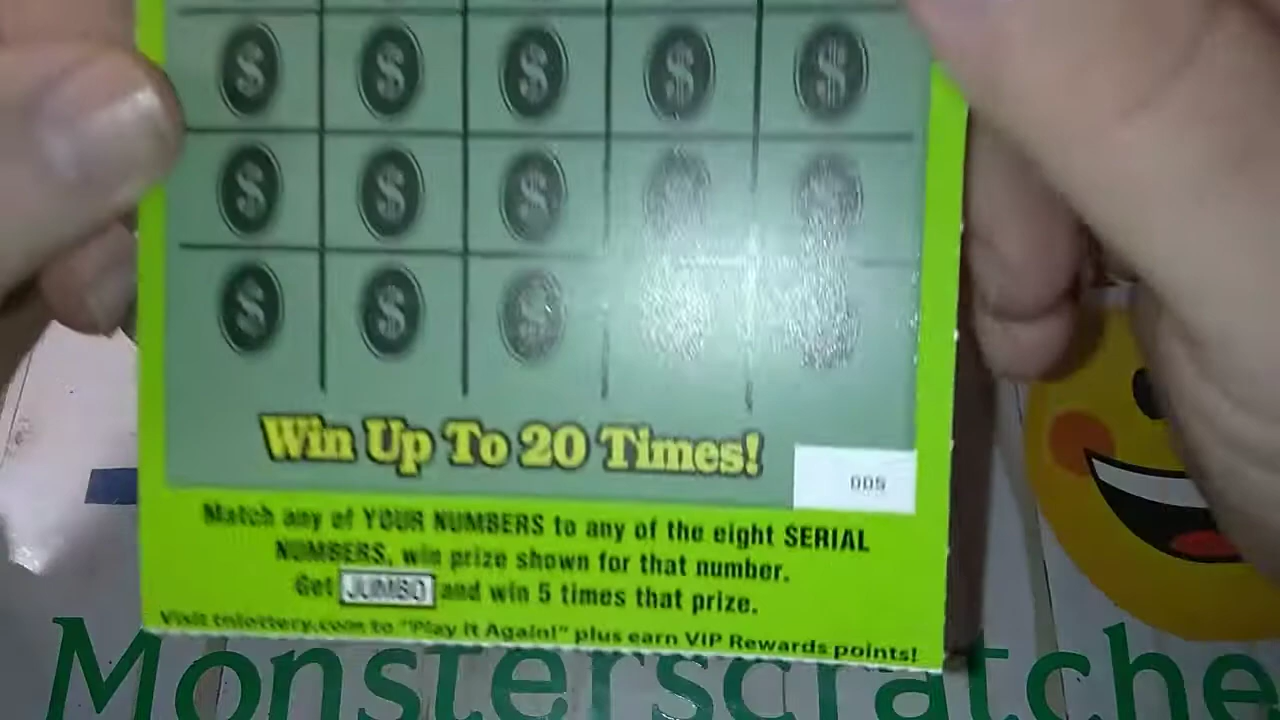 Win Up To 20 Times!
005
Match any of YOUR NUMBERS to any of the eight SERIAL
NUMBERS, win prize shown for that number.
Get JUMBO and win 5 times that prize.
Visit tnlottery.com to "Play It Again!" plus earn VIP Rewards points!
Monsterscratche